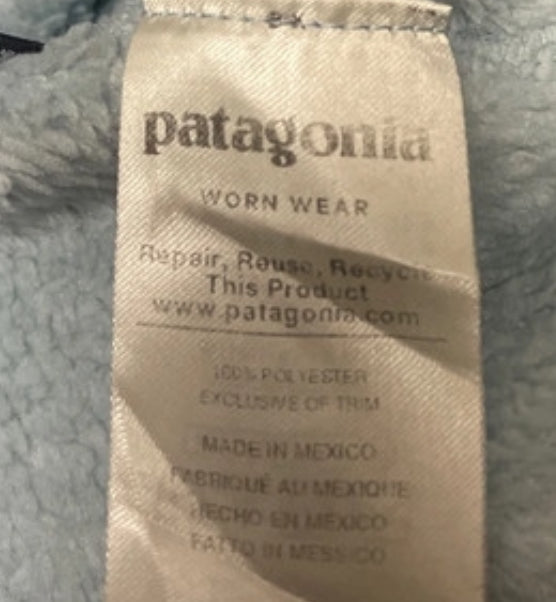 patagonia
WORN WEAR
Repair, Reuse, Recycle
This Product
www.patagonia.com
100% POLYESTER
EXCLUSIVE OF TRIM
MADE IN MEXICO
FABRIQUÉ AU MEXIQUE
HECHO EN MEXICO
FATTO IN MESSICO